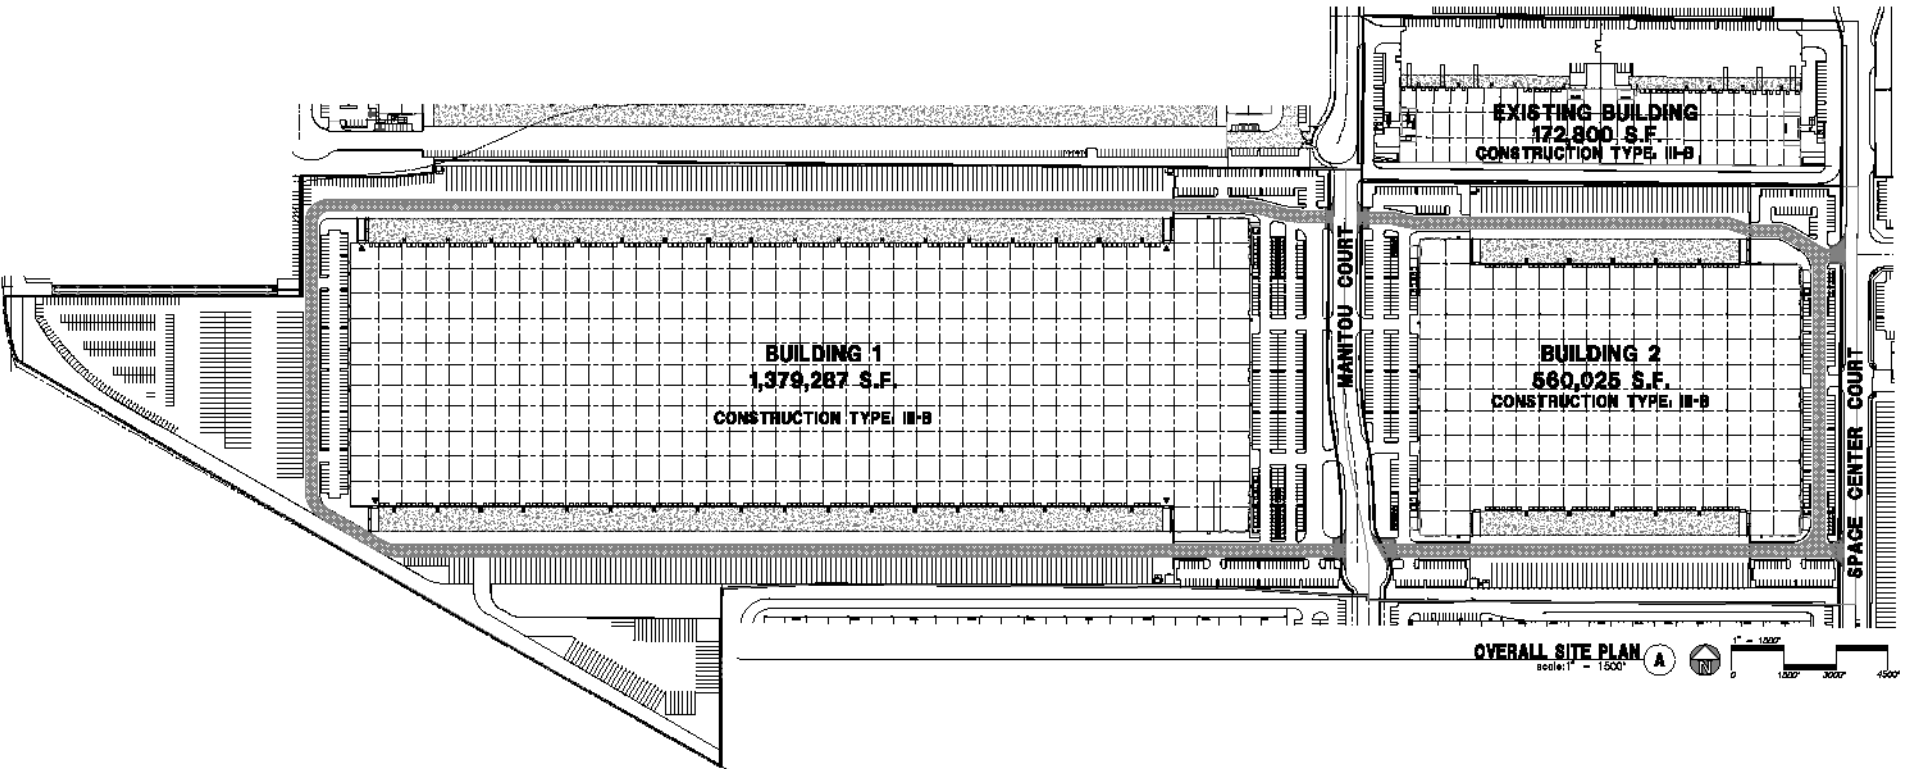 EXISTING BUILDING
172,800 S.F.
CONSTRUCTION TYPE: III-B
MANITOU COURT
BUILDING 1
1,379,287 S.F.
CONSTRUCTION TYPE: III-B
BUILDING 2
560,025 S.F.
CONSTRUCTION TYPE: III-B
SPACE CENTER COURT
OVERALL SITE PLAN
scale: 1" = 1500'
A
N
1" = 1500'
0 1500' 3000' 4500'